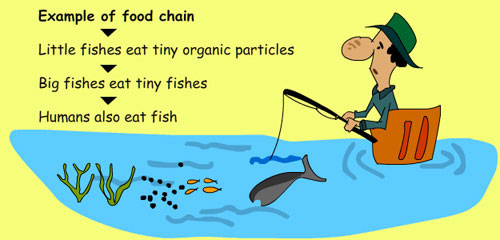 Example of food chain
Little fishes eat tiny organic particles
Big fishes eat tiny fishes
Humans also eat fish